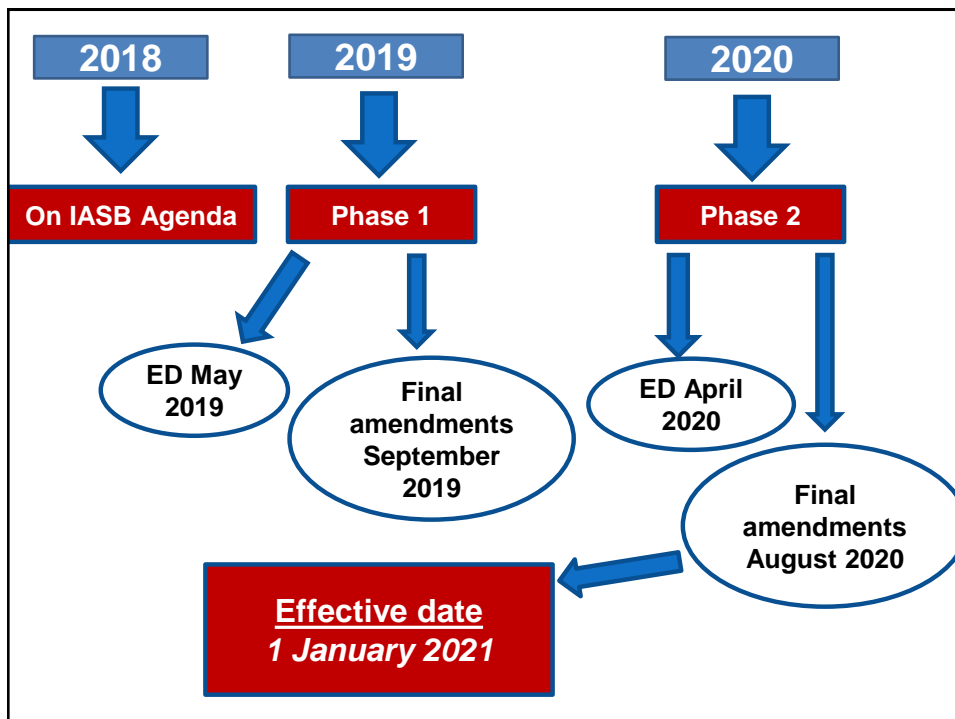 2018
2019
2020
On IASB Agenda
Phase 1
Phase 2
ED May
2019
Final
amendments
September
2019
ED April
2020
Final
amendments
August 2020
Effective date
1 January 2021